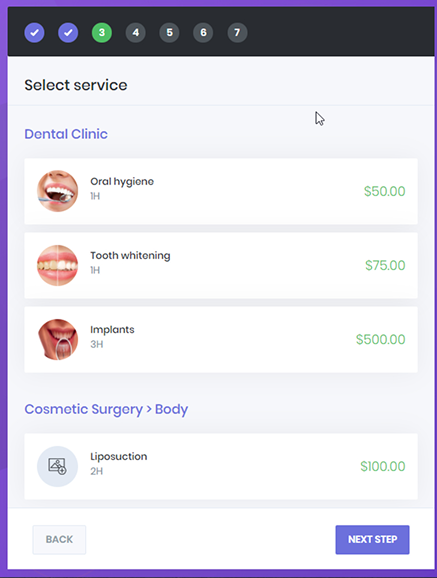 3 4 5 6 7
Select service
Dental Clinic
Oral hygiene
1H
$50.00
Tooth whitening
1H
$75.00
Implants
3H
$500.00
Cosmetic Surgery > Body
Liposuction
2H
$100.00
BACK
NEXT STEP